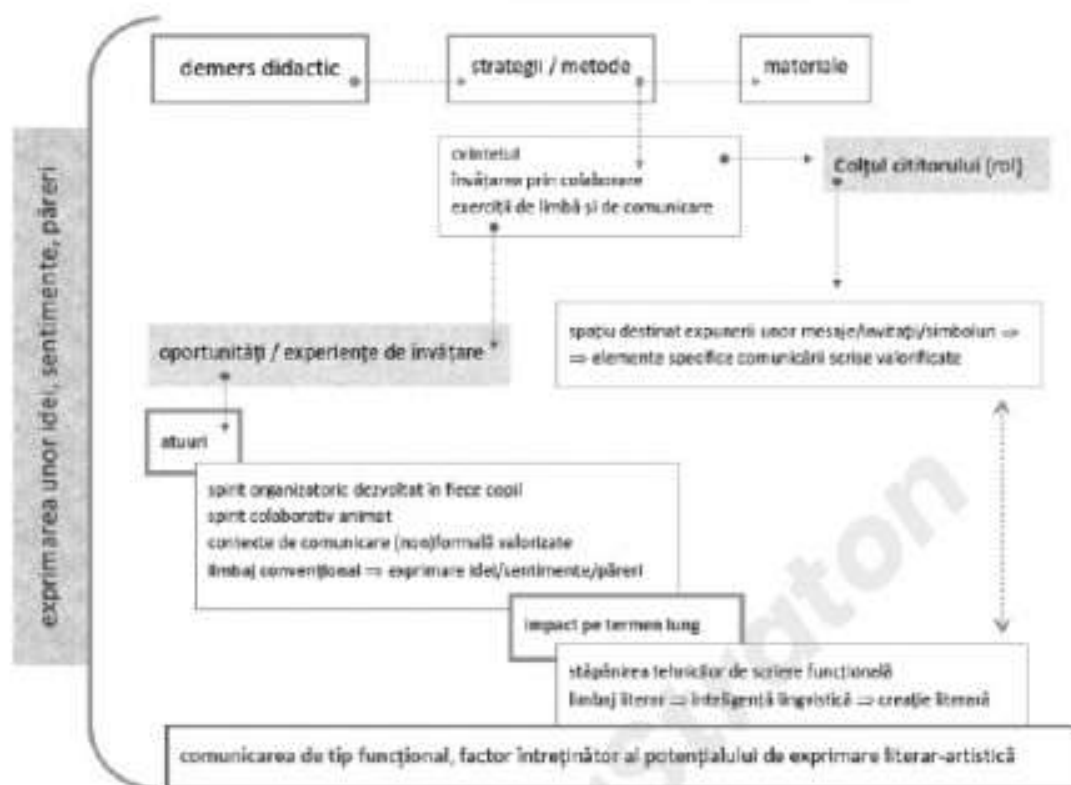 exprimarea unor idei, sentimente, păreri
demers didactic
strategii / metode
materiale
cvintetul
învățarea prin colaborare
exerciții de limbă și de comunicare
Colțul cititorului (rol)
spațiu destinat expunerii unor mesaje/invitații/simboluri ⇒
⇒ elemente specifice comunicării scrise valorificate
oportunități / experiențe de învățare
atuuri
spirit organizatoric dezvoltat în fiece copil
spirit colaborativ animat
contexte de comunicare (non)formală valorizate
limbaj convențional ⇒ exprimare idei/sentimente/păreri
impact pe termen lung
stăpânirea tehnicilor de scriere funcțională
limbaj literar ⇒ inteligență lingvistică ⇒ creație literară
comunicarea de tip funcțional, factor întreținător al potențialului de exprimare literar-artistică